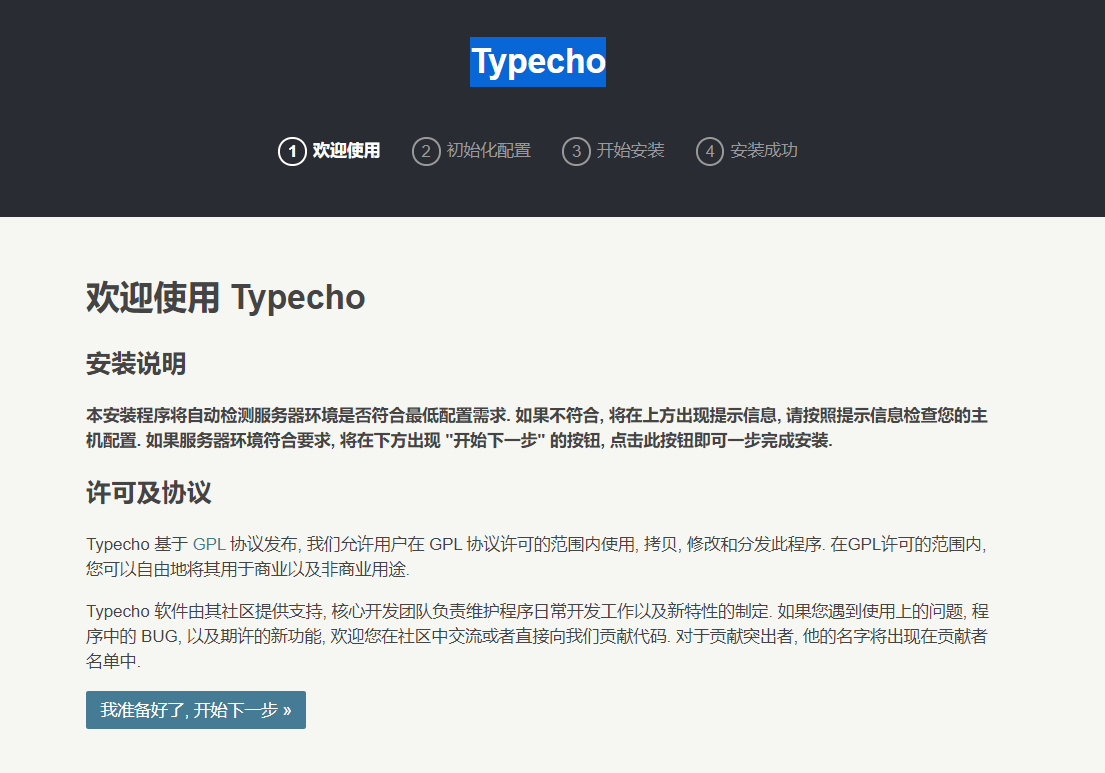 Typecho
1 欢迎使用 2 初始化配置 3 开始安装 4 安装成功
欢迎使用 Typecho
安装说明
本安装程序将自动检测服务器环境是否符合最低配置需求. 如果不符合, 将在上方出现提示信息, 请按照提示信息检查您的主
机配置. 如果服务器环境符合要求, 将在下方出现 "开始下一步" 的按钮, 点击此按钮即可一步完成安装.
许可及协议
Typecho 基于 GPL 协议发布, 我们允许用户在 GPL 协议许可的范围内使用, 拷贝, 修改和分发此程序. 在GPL许可的范围内,
您可以自由地将其用于商业以及非商业用途.
Typecho 软件由其社区提供支持, 核心开发团队负责维护程序日常开发工作以及新特性的制定. 如果您遇到使用上的问题, 程
序中的 BUG, 以及期许的新功能, 欢迎您在社区中交流或者直接向我们贡献代码. 对于贡献突出者, 他的名字将出现在贡献者
名单中.
我准备好了, 开始下一步 »